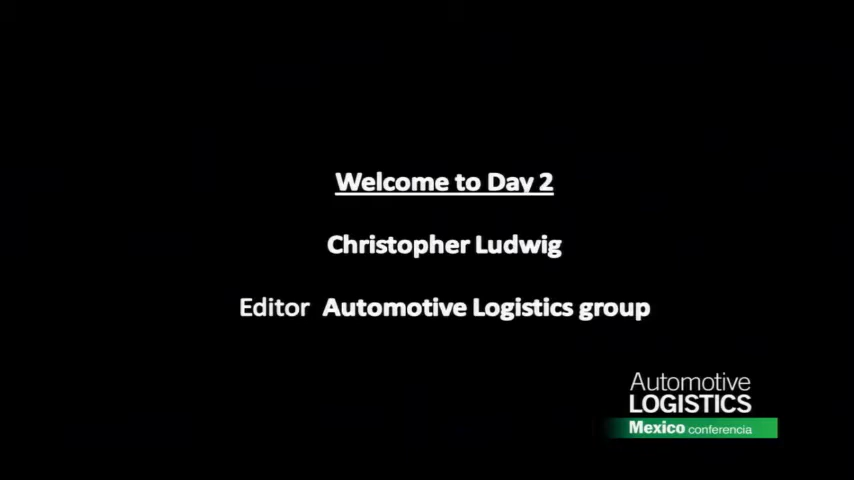 Welcome to Day 2
Christopher Ludwig
Editor Automotive Logistics group
Automotive
LOGISTICS
Mexico conferencia